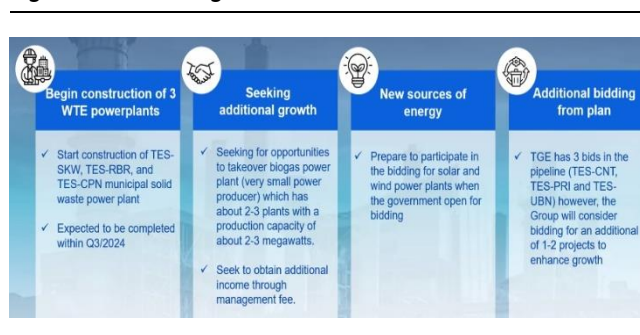 Begin construction of 3
WTE powerplants
✓ Start construction of TES-
SKW, TES-RBR, and
TES-CPN municipal solid
waste power plant
✓ Expected to be completed
within Q3/2024
Seeking
additional growth
✓ Seeking for opportunities
to takeover biogas power
plant (very small power
producer) which has
about 2-3 plants with a
production capacity of
about 2-3 megawatts.
✓ Seek to obtain additional
income through
management fee.
New sources of
energy
✓ Prepare to participate in
the bidding for solar and
wind power plants when
the government open for
bidding
Additional bidding
from plan
✓ TGE has 3 bids in the
pipeline (TES-CNT,
TES-PRI and TES-
UBN) however, the
Group will consider
bidding for an additional
of 1-2 projects to
enhance growth